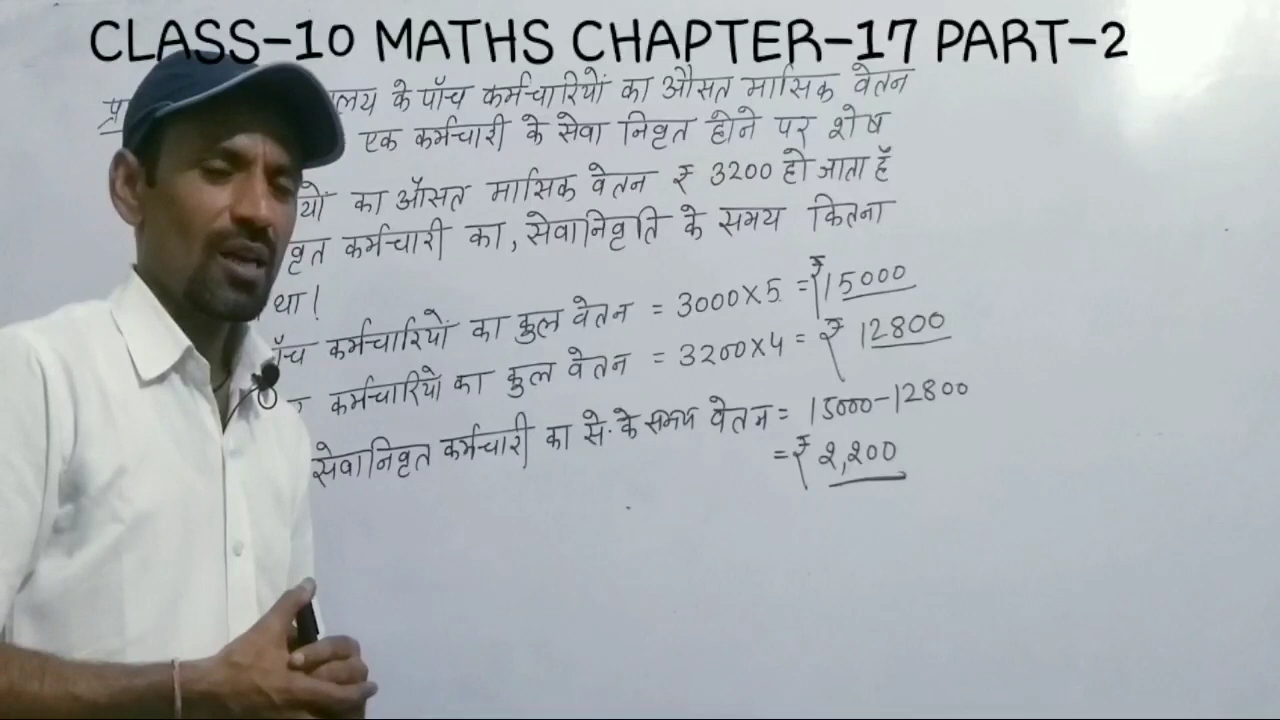 CLASS-10 MATHS CHAPTER-17 PART-2
के पाँच कर्मचारियों का औसत मासिक वेतन
एक कर्मचारी के सेवा निवृत होने पर शेष
का औसत मासिक वेतन ₹ 3200 हो जाता है
कर्मचारी का, सेवानिवृति के समय कितना
था!
कर्मचारियों का कुल वेतन = 3000×5 = ₹15000
कर्मचारियों का कुल वेतन = 3200×4 = ₹ 12800
सेवानिवृत कर्मचारी का से. के समय वेतन = 15000-12800
= ₹ 2,200